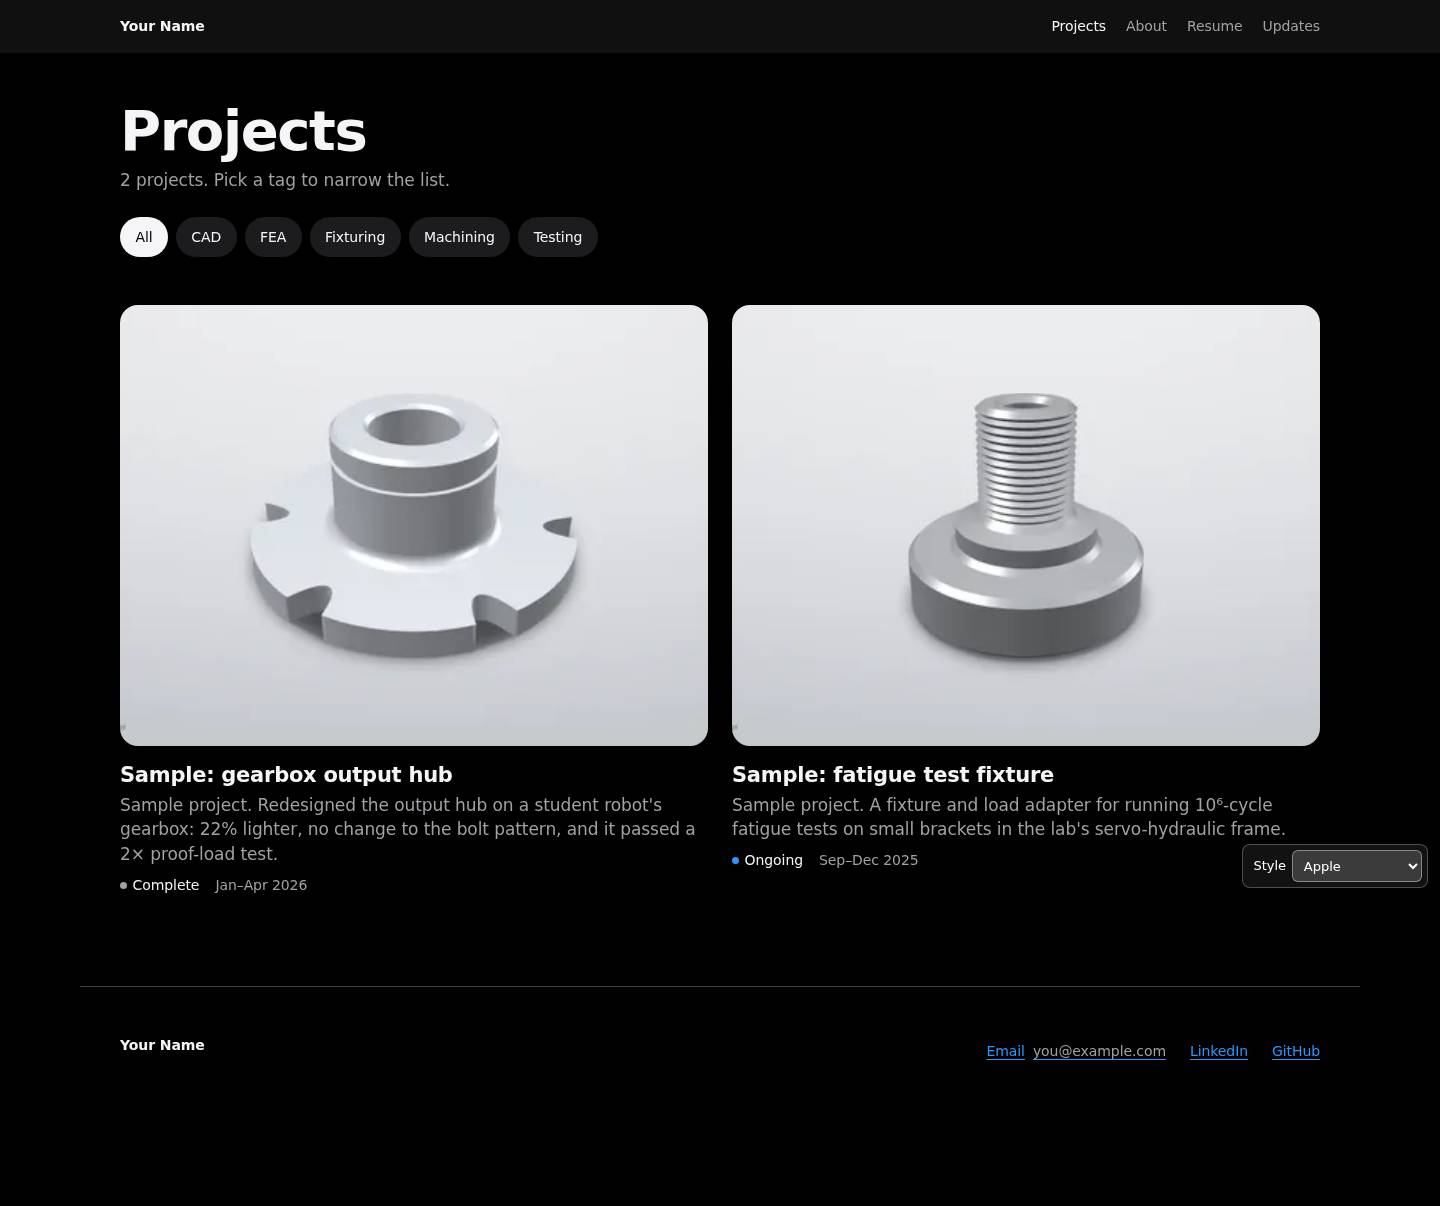 Your Name
Projects About Resume Updates
Projects
2 projects. Pick a tag to narrow the list.
All CAD FEA Fixturing Machining Testing
Sample: gearbox output hub
Sample project. Redesigned the output hub on a student robot's
gearbox: 22% lighter, no change to the bolt pattern, and it passed a
2× proof-load test.
Complete Jan–Apr 2026
Sample: fatigue test fixture
Sample project. A fixture and load adapter for running 10⁶-cycle
fatigue tests on small brackets in the lab's servo-hydraulic frame.
Ongoing Sep–Dec 2025
Style Apple
Your Name
Email you@example.com LinkedIn GitHub